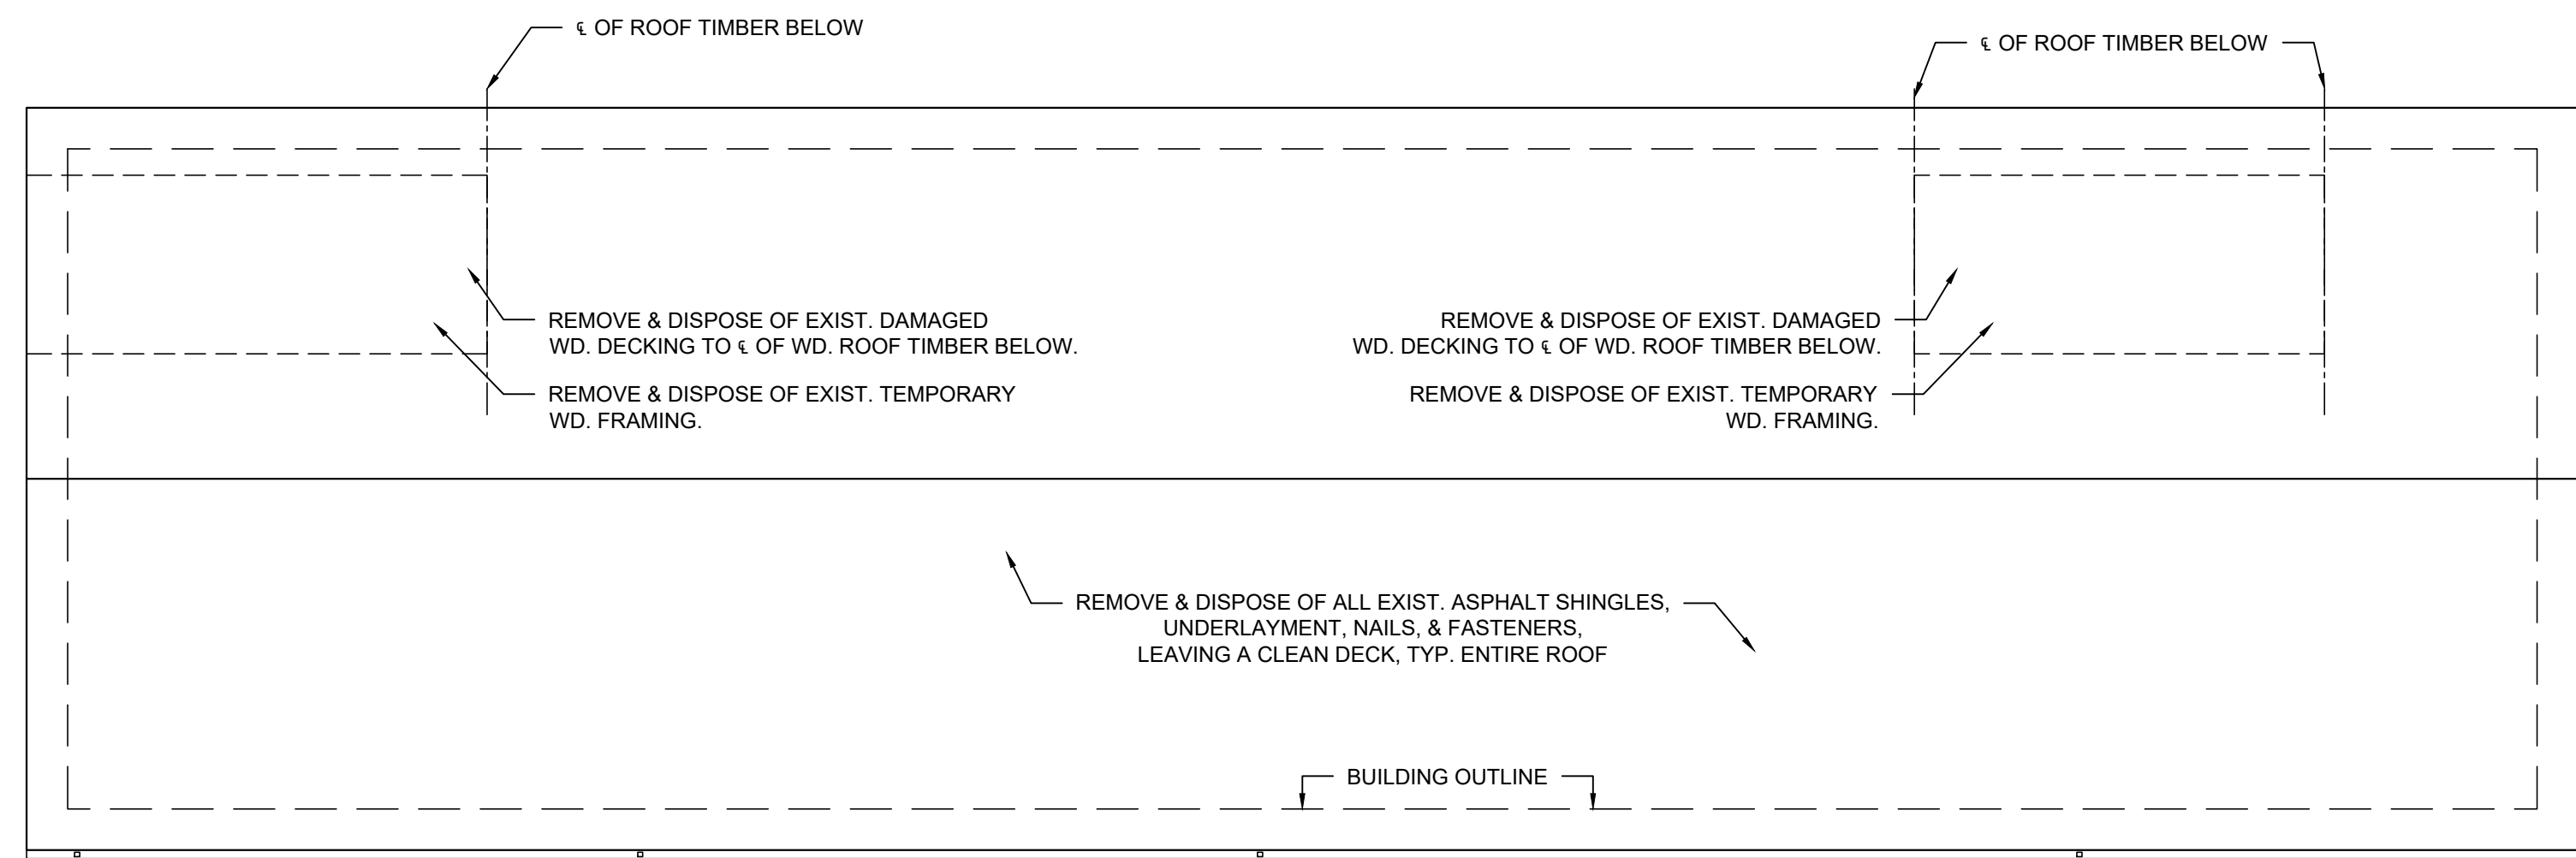 ℄ OF ROOF TIMBER BELOW
℄ OF ROOF TIMBER BELOW
REMOVE & DISPOSE OF EXIST. DAMAGED
WD. DECKING TO ℄ OF WD. ROOF TIMBER BELOW.
REMOVE & DISPOSE OF EXIST. TEMPORARY
WD. FRAMING.
REMOVE & DISPOSE OF EXIST. DAMAGED
WD. DECKING TO ℄ OF WD. ROOF TIMBER BELOW.
REMOVE & DISPOSE OF EXIST. TEMPORARY
WD. FRAMING.
REMOVE & DISPOSE OF ALL EXIST. ASPHALT SHINGLES,
UNDERLAYMENT, NAILS, & FASTENERS,
LEAVING A CLEAN DECK, TYP. ENTIRE ROOF
BUILDING OUTLINE